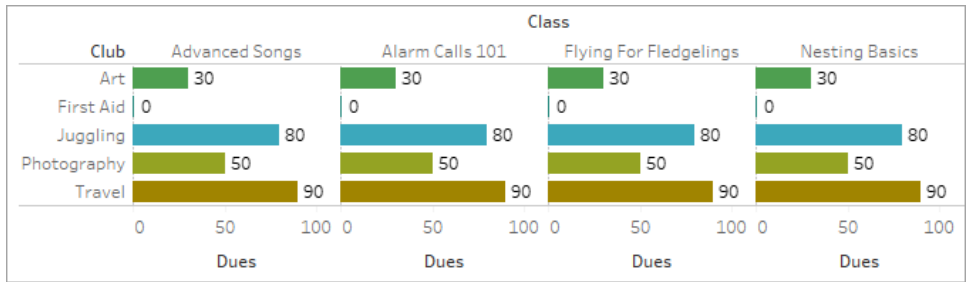 Class
Club Advanced Songs Alarm Calls 101 Flying For Fledgelings Nesting Basics
Art 30 30 30 30
First Aid 0 0 0 0
Juggling 80 80 80 80
Photography 50 50 50 50
Travel 90 90 90 90
0 50 100 0 50 100 0 50 100 0 50 100
Dues Dues Dues Dues